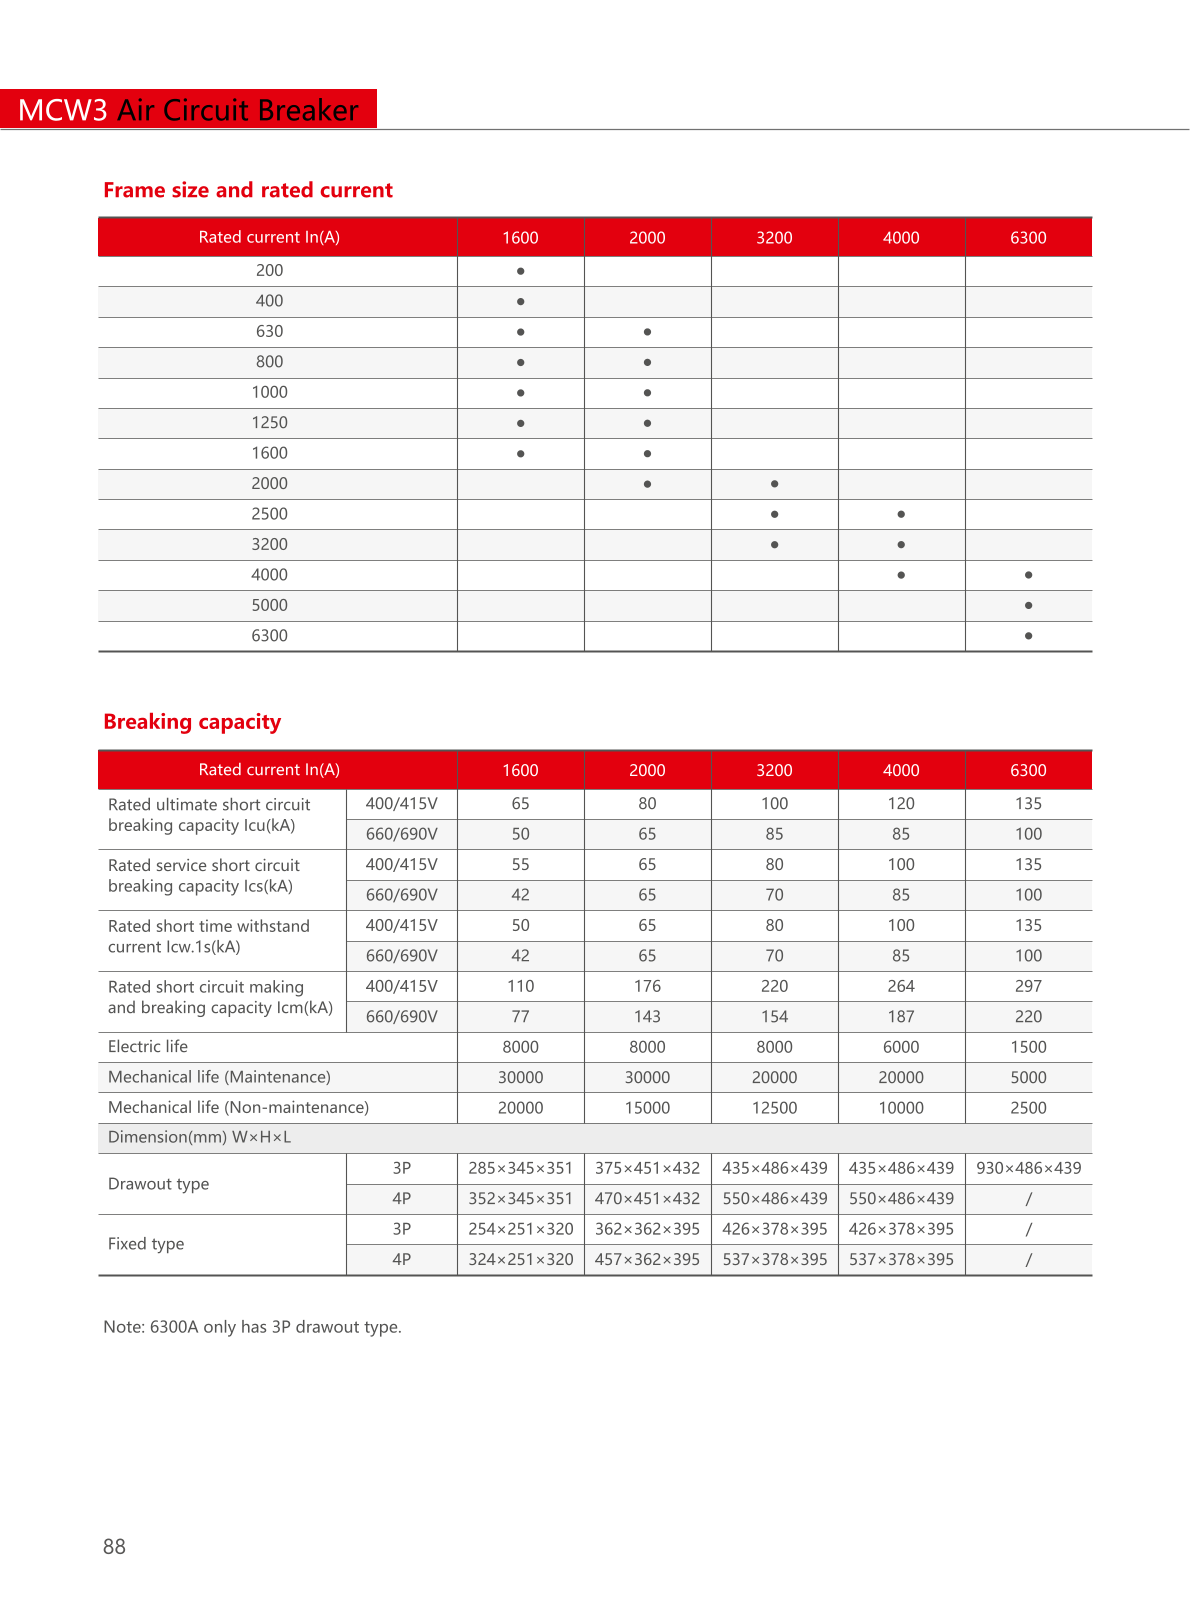 MCW3 Air Circuit Breaker
Frame size and rated current
Rated current In(A) 1600 2000 3200 4000 6300
200 ●
400 ●
630 ● ●
800 ● ●
1000 ● ●
1250 ● ●
1600 ● ●
2000 ● ●
2500 ● ●
3200 ● ●
4000 ● ●
5000 ●
6300 ●
Breaking capacity
Rated current In(A) 1600 2000 3200 4000 6300
Rated ultimate short circuit
breaking capacity Icu(kA)
400/415V 65 80 100 120 135
660/690V 50 65 85 85 100
Rated service short circuit
breaking capacity Ics(kA)
400/415V 55 65 80 100 135
660/690V 42 65 70 85 100
Rated short time withstand
current Icw.1s(kA)
400/415V 50 65 80 100 135
660/690V 42 65 70 85 100
Rated short circuit making
and breaking capacity Icm(kA)
400/415V 110 176 220 264 297
660/690V 77 143 154 187 220
Electric life 8000 8000 8000 6000 1500
Mechanical life (Maintenance) 30000 30000 20000 20000 5000
Mechanical life (Non-maintenance) 20000 15000 12500 10000 2500
Dimension(mm) W×H×L
Drawout type
3P 285×345×351 375×451×432 435×486×439 435×486×439 930×486×439
4P 352×345×351 470×451×432 550×486×439 550×486×439 /
Fixed type
3P 254×251×320 362×362×395 426×378×395 426×378×395 /
4P 324×251×320 457×362×395 537×378×395 537×378×395 /
Note: 6300A only has 3P drawout type.
88